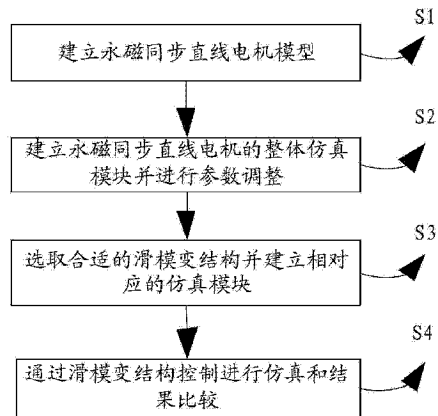 S1
建立永磁同步直线电机模型
S2
建立永磁同步直线电机的整体仿真
模块并进行参数调整
S3
选取合适的滑模变结构并建立相对
应的仿真模块
S4
通过滑模变结构控制进行仿真和结
果比较